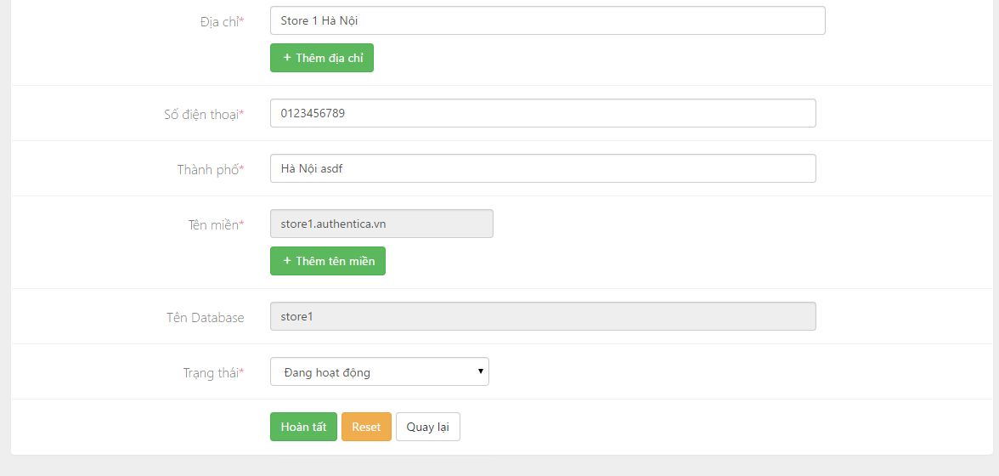 Địa chỉ* Store 1 Hà Nội
+ Thêm địa chỉ
Số điện thoại* 0123456789
Thành phố* Hà Nội asdf
Tên miền* store1.authentica.vn
+ Thêm tên miền
Tên Database store1
Trạng thái* Đang hoạt động
Hoàn tất Reset Quay lại